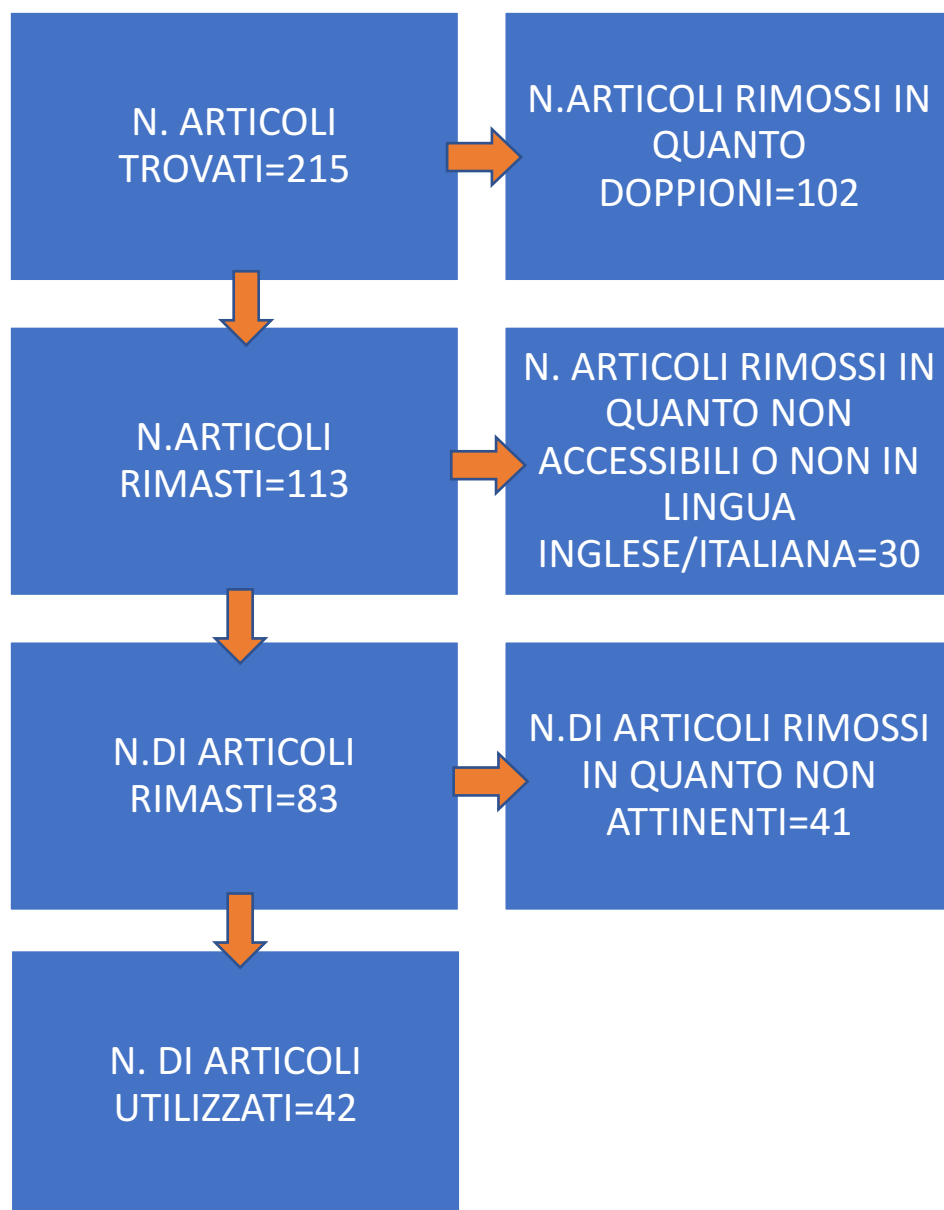 N. ARTICOLI
TROVATI=215
N.ARTICOLI RIMOSSI IN
QUANTO
DOPPIONI=102
N.ARTICOLI
RIMASTI=113
N. ARTICOLI RIMOSSI IN
QUANTO NON
ACCESSIBILI O NON IN
LINGUA
INGLESE/ITALIANA=30
N.DI ARTICOLI
RIMASTI=83
N.DI ARTICOLI RIMOSSI
IN QUANTO NON
ATTINENTI=41
N. DI ARTICOLI
UTILIZZATI=42